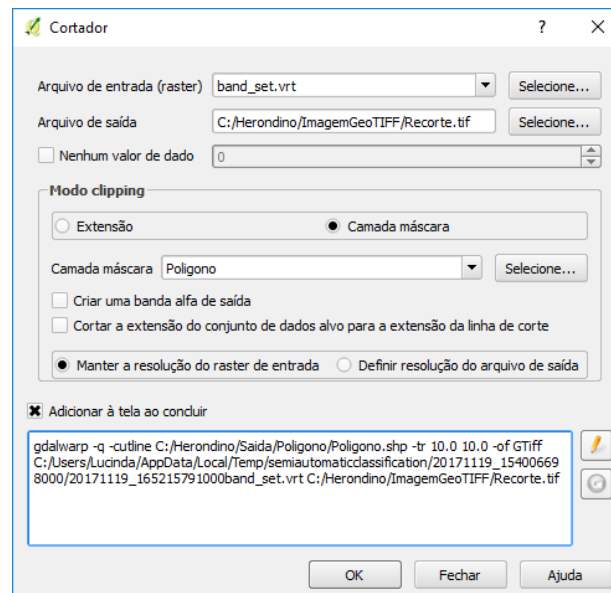 Cortador
?
Arquivo de entrada (raster)
band_set.vrt
Selecione...
Arquivo de saída
C:/Herondino/ImagemGeoTIFF/Recorte.tif
Selecione...
Nenhum valor de dado
0
Modo clipping
Extensão
Camada máscara
Camada máscara
Poligono
Selecione...
Criar uma banda alfa de saída
Cortar a extensão do conjunto de dados alvo para a extensão da linha de corte
Manter a resolução do raster de entrada
Definir resolução do arquivo de saída
Adicionar à tela ao concluir
gdalwarp -q -cutline C:/Herondino/Saida/Poligono/Poligono.shp -tr 10.0 10.0 -of GTiff
C:/Users/Lucinda/AppData/Local/Temp/semiautomaticclassification/20171119_15400669
8000/20171119_165215791000band_set.vrt C:/Herondino/ImagemGeoTIFF/Recorte.tif
OK
Fechar
Ajuda